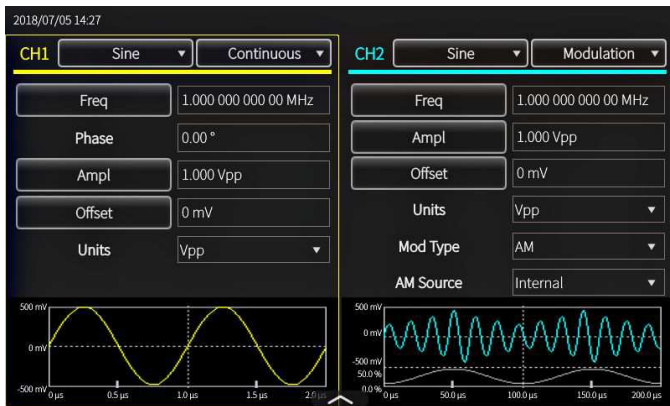 2018/07/05 14:27
CH1 Sine Continuous
Freq 1.000 000 000 00 MHz
Phase 0.00 °
Ampl 1.000 Vpp
Offset 0 mV
Units Vpp
500 mV
0 mV
-500 mV
0 µs 0.5 µs 1.0 µs 1.5 µs 2.0 µs
CH2 Sine Modulation
Freq 1.000 000 000 00 MHz
Ampl 1.000 Vpp
Offset 0 mV
Units Vpp
Mod Type AM
AM Source Internal
500 mV
0 mV
-500 mV
50.0 %
0.0 %
0 µs 50.0 µs 100.0 µs 150.0 µs 200.0 µs